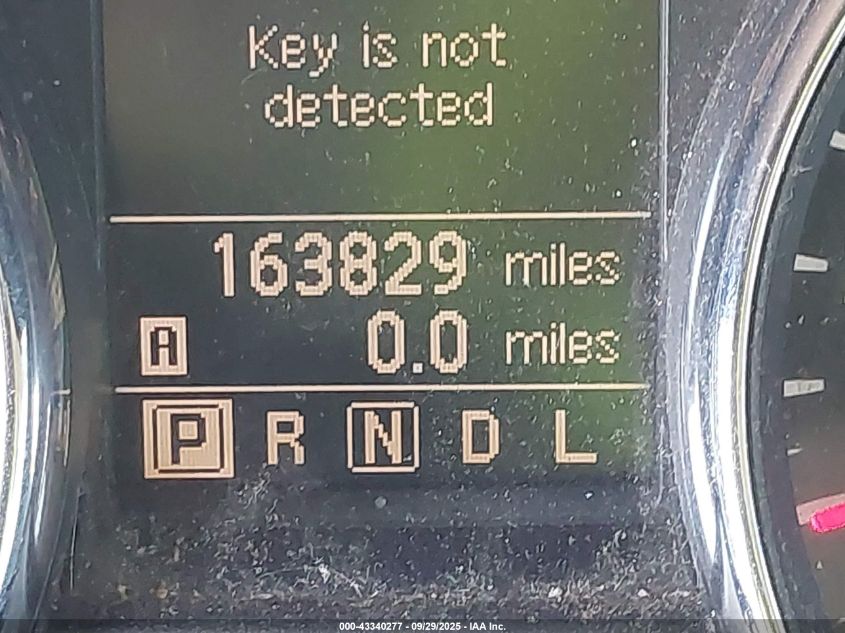 Key is not
detected
163829 miles
A 0.0 miles
P R N D L
000-43340277 - 09/29/2025 - IAA Inc.